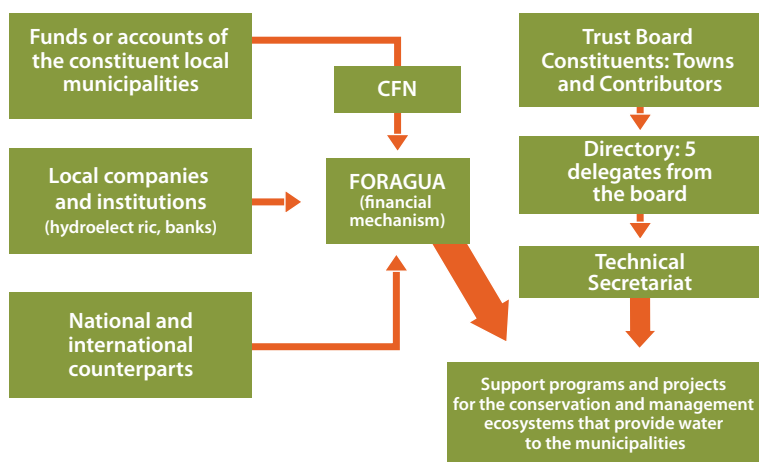 Funds or accounts of
the constituent local
municipalities
CFN
Local companies
and institutions
(hydroelect ric, banks)
FORAGUA
(financial
mechanism)
National and
international
counterparts
Trust Board
Constituents: Towns
and Contributors
Directory: 5
delegates from
the board
Technical
Secretariat
Support programs and projects
for the conservation and management
ecosystems that provide water
to the municipalities